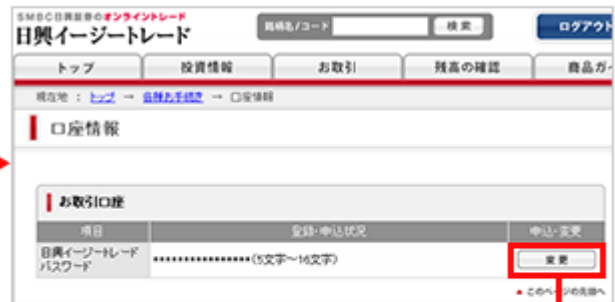 SMBC日興証券のオンライントレード
日興イージートレード
銘柄名/コード
検索
ログアウト
トップ
投資情報
お取引
残高の確認
商品ガ
現在地 : トップ → 各種お手続き → 口座情報
口座情報
お取引口座
項目
登録・申込状況
申込・変更
日興イージートレード
パスワード
•••••••••••••••••(5文字~16文字)
変更
▲ このページの先頭へ